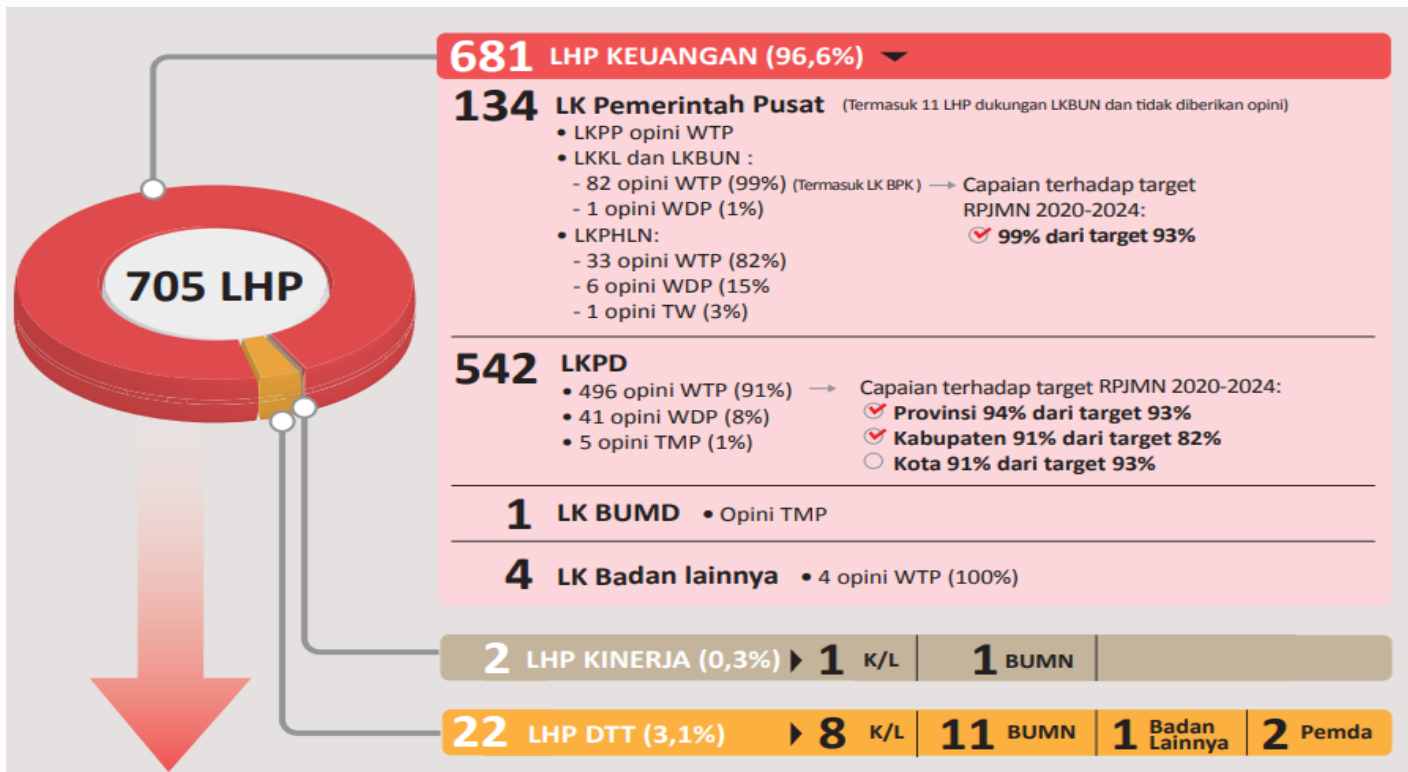 705 LHP
681 LHP KEUANGAN (96,6%)
134 LK Pemerintah Pusat (Termasuk 11 LHP dukungan LKBUN dan tidak diberikan opini)
• LKPP opini WTP
• LKKL dan LKBUN :
- 82 opini WTP (99%) (Termasuk LK BPK)
- 1 opini WDP (1%)
Capaian terhadap target
RPJMN 2020-2024:
99% dari target 93%
• LKPHLN:
- 33 opini WTP (82%)
- 6 opini WDP (15%
- 1 opini TW (3%)
542 LKPD
• 496 opini WTP (91%)
• 41 opini WDP (8%)
• 5 opini TMP (1%)
Capaian terhadap target RPJMN 2020-2024:
Provinsi 94% dari target 93%
Kabupaten 91% dari target 82%
Kota 91% dari target 93%
1 LK BUMD • Opini TMP
4 LK Badan lainnya • 4 opini WTP (100%)
2 LHP KINERJA (0,3%) 1 K/L 1 BUMN
22 LHP DTT (3,1%) 8 K/L 11 BUMN 1 Badan Lainnya 2 Pemda